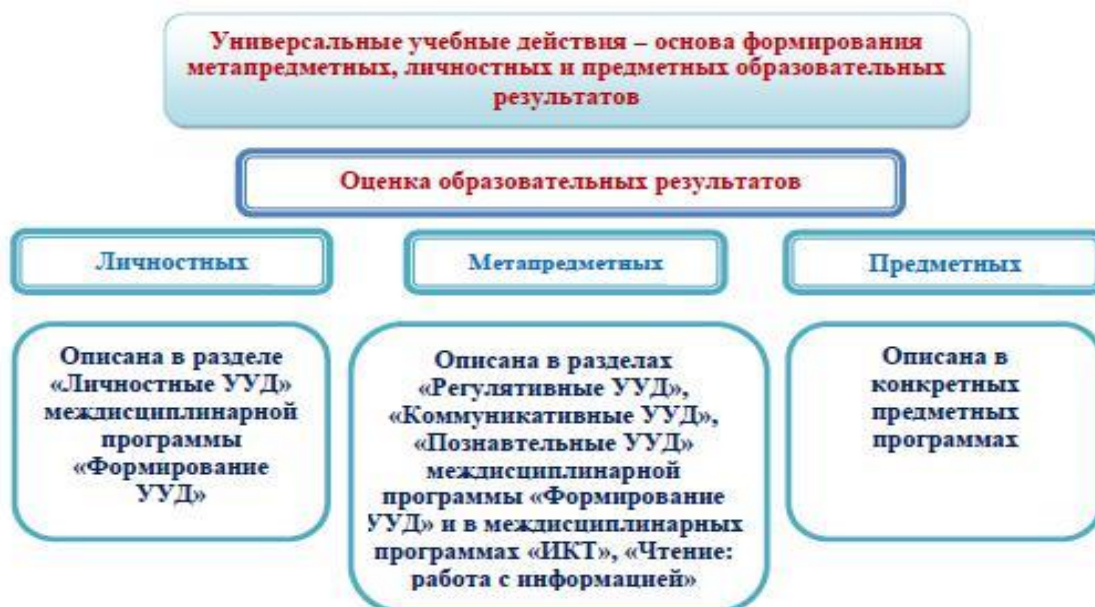 Универсальные учебные действия – основа формирования
метапредметных, личностных и предметных образовательных
результатов
Оценка образовательных результатов
Личностных
Метапредметных
Предметных
Описана в разделе
«Личностные УУД»
междисциплинарной
программы
«Формирование
УУД»
Описана в разделах
«Регулятивные УУД»,
«Коммуникативные УУД»,
«Познавтельные УУД»
междисциплинарной
программы «Формирование
УУД» и в междисциплинарных
программах «ИКТ», «Чтение:
работа с информацией»
Описана в
конкретных
предметных
программах